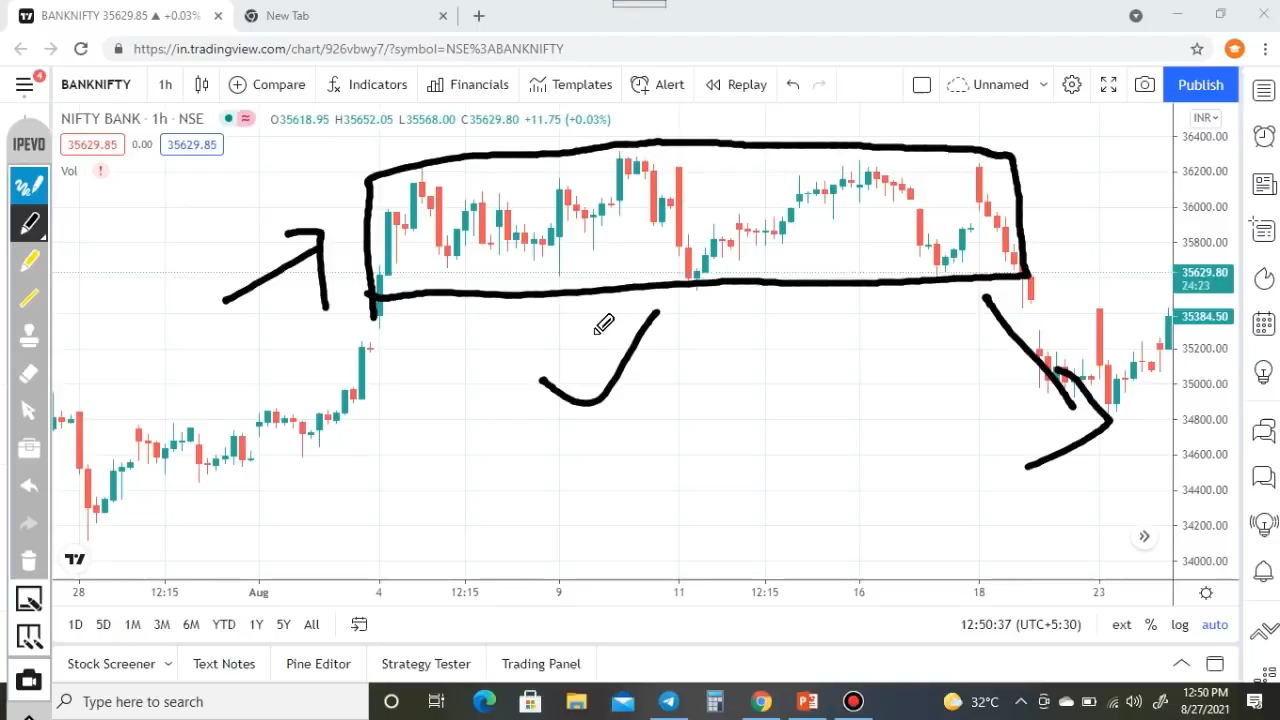 BANKNIFTY 35629.85 ▲ +0.03%
New Tab
https://in.tradingview.com/chart/926vbwy7/?symbol=NSE%3ABANKNIFTY
4
BANKNIFTY 1h Compare Indicators Financials Templates Alert Replay Unnamed Publish
NIFTY BANK · 1h · NSE O35618.95 H35652.05 L35568.00 C35629.80 +11.75 (+0.03%)
INR
IPEVO
35629.85 0.00 35629.85
Vol !
36400.00
36200.00
36000.00
35800.00
35629.80
24:23
35384.50
35200.00
35000.00
34800.00
34600.00
34400.00
34200.00
34000.00
28 12:15 Aug 4 12:15 9 11 12:15 16 18 23
1D 5D 1M 3M 6M YTD 1Y 5Y All 12:50:37 (UTC+5:30) ext % log auto
Stock Screener Text Notes Pine Editor Strategy Tester Trading Panel
Type here to search
32°C
12:50 PM
8/27/2021